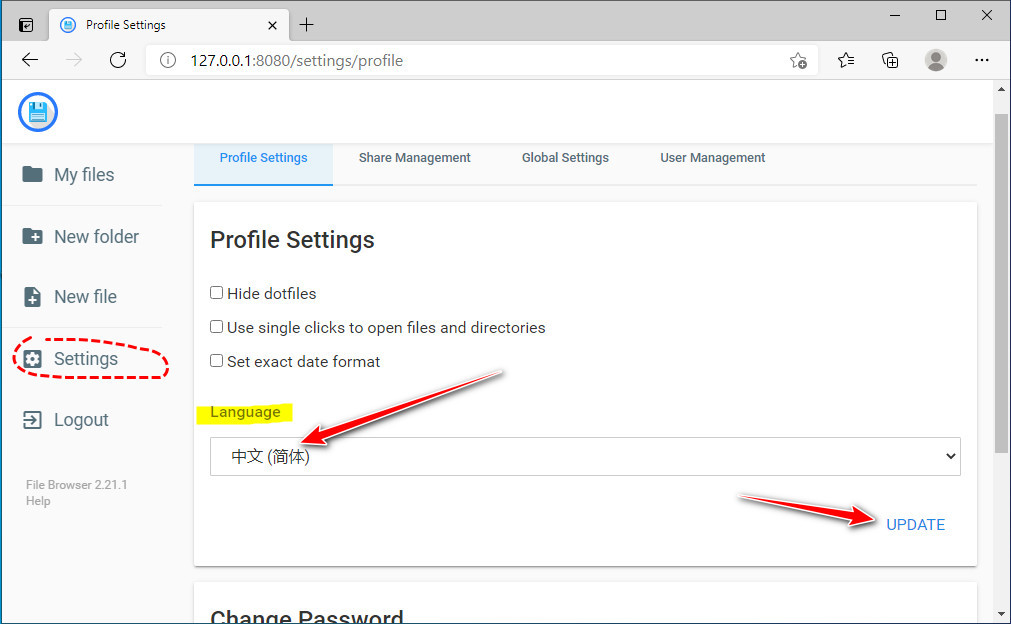 Profile Settings
127.0.0.1:8080/settings/profile
My files
New folder
New file
Settings
Logout
File Browser 2.21.1
Help
Profile Settings
Share Management
Global Settings
User Management
Profile Settings
Hide dotfiles
Use single clicks to open files and directories
Set exact date format
Language
中文 (简体)
UPDATE
Change Password